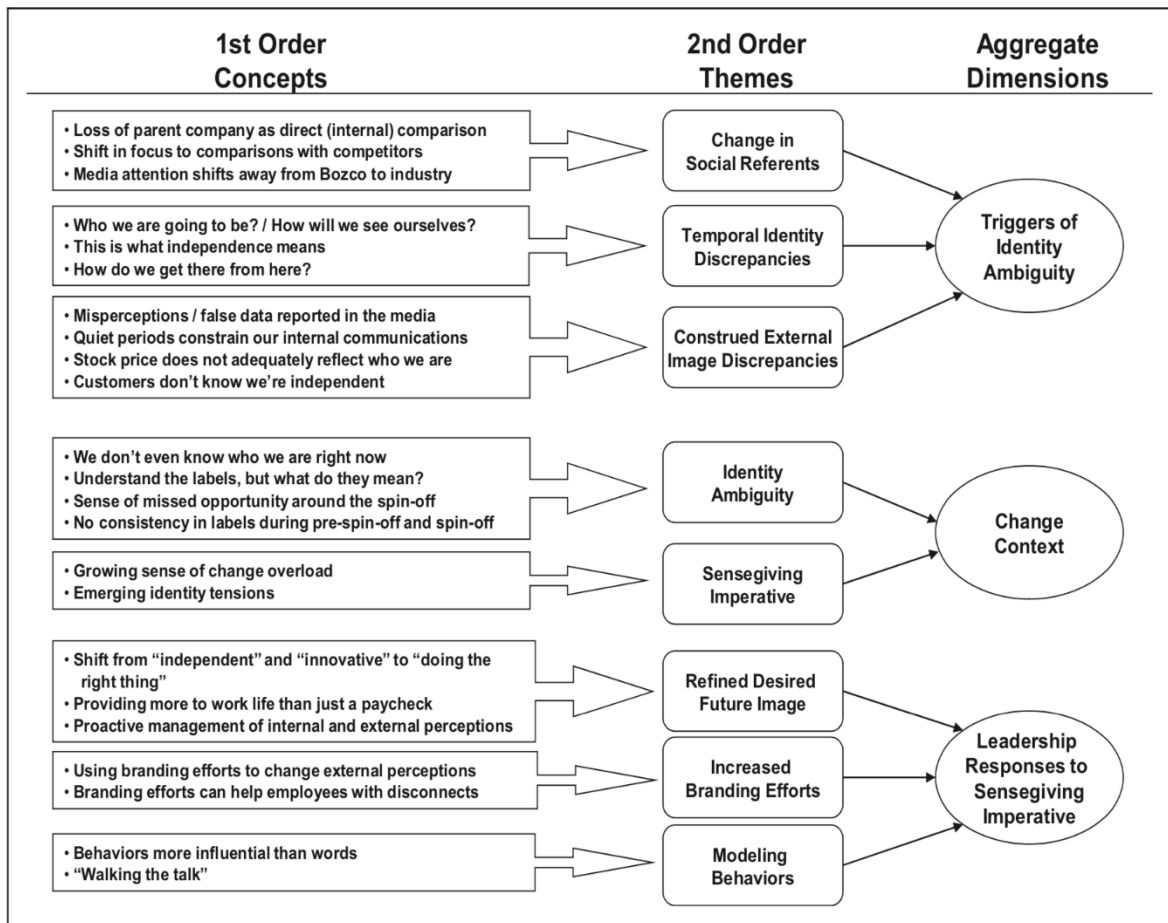 1st Order
Concepts
2nd Order
Themes
Aggregate
Dimensions
• Loss of parent company as direct (internal) comparison
• Shift in focus to comparisons with competitors
• Media attention shifts away from Bozco to industry
Change in
Social Referents
• Who we are going to be? / How will we see ourselves?
• This is what independence means
• How do we get there from here?
Temporal Identity
Discrepancies
• Misperceptions / false data reported in the media
• Quiet periods constrain our internal communications
• Stock price does not adequately reflect who we are
• Customers don't know we're independent
Construed External
Image Discrepancies
Triggers of
Identity
Ambiguity
• We don't even know who we are right now
• Understand the labels, but what do they mean?
• Sense of missed opportunity around the spin-off
• No consistency in labels during pre-spin-off and spin-off
Identity
Ambiguity
• Growing sense of change overload
• Emerging identity tensions
Sensegiving
Imperative
Change
Context
• Shift from "independent" and "innovative" to "doing the
right thing"
• Providing more to work life than just a paycheck
• Proactive management of internal and external perceptions
Refined Desired
Future Image
• Using branding efforts to change external perceptions
• Branding efforts can help employees with disconnects
Increased
Branding Efforts
• Behaviors more influential than words
• "Walking the talk"
Modeling
Behaviors
Leadership
Responses to
Sensegiving
Imperative